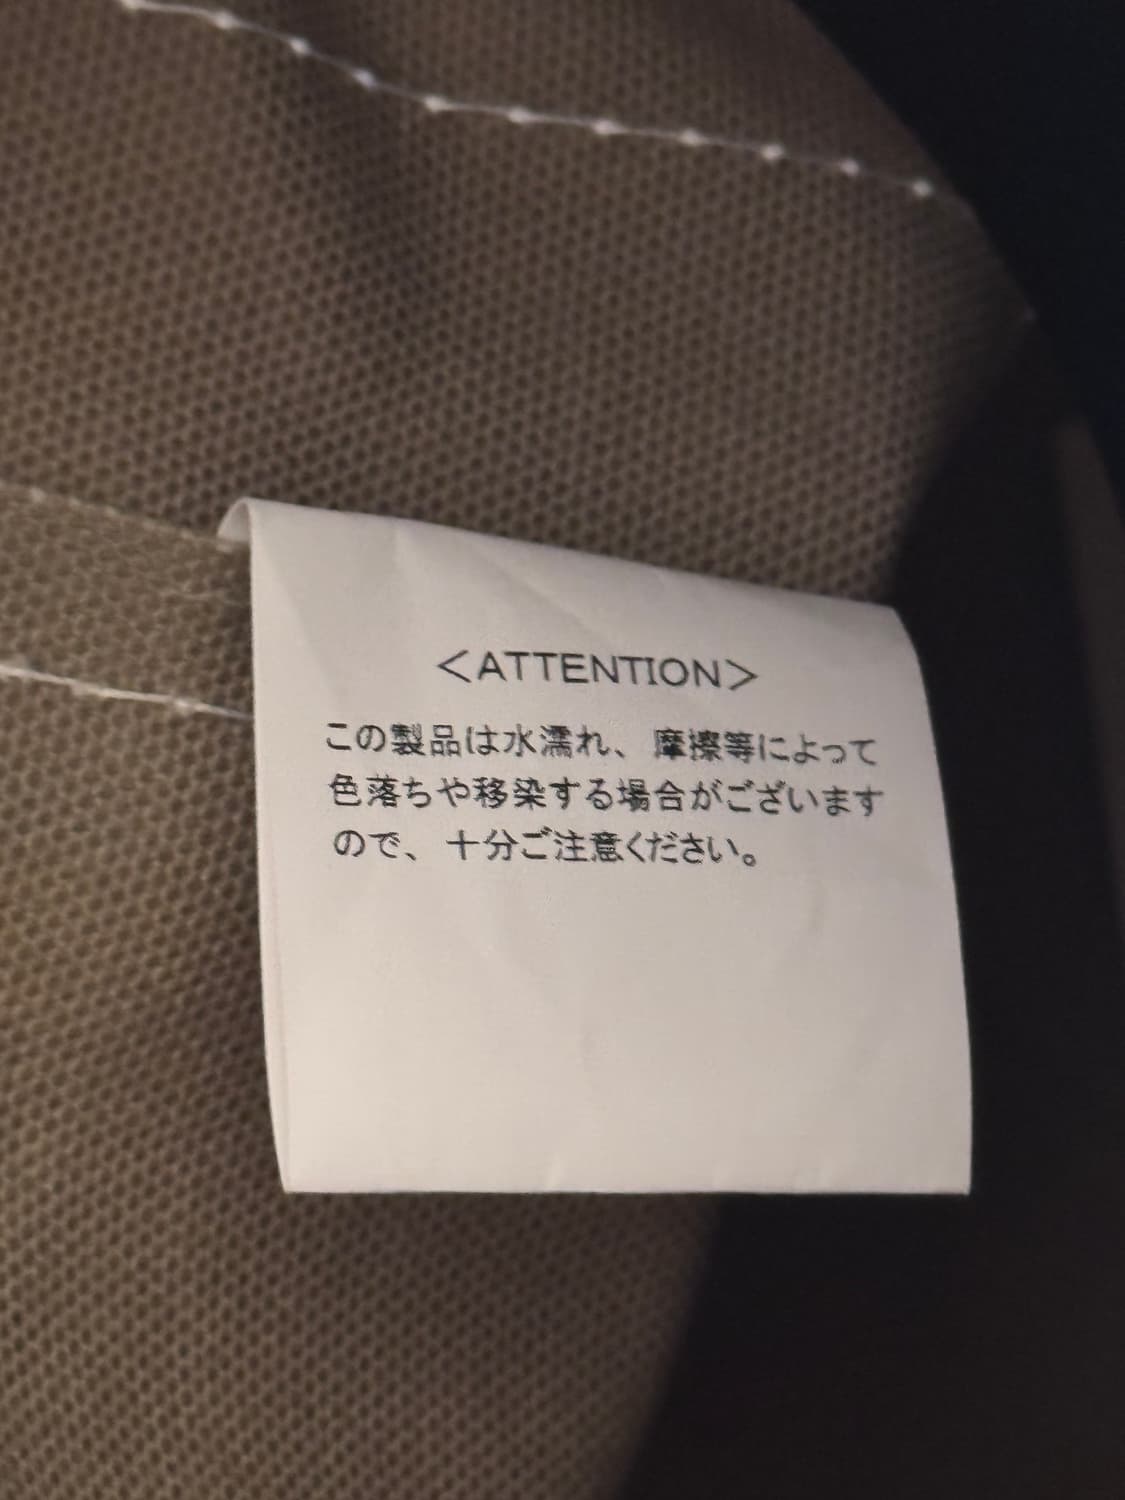 ＜ATTENTION＞
この製品は水濡れ、摩擦等によって
色落ちや移染する場合がございます
ので、十分ご注意ください。